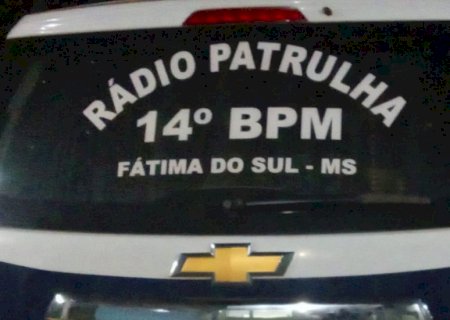 RÁDIO PATRULHA
14º BPM
FÁTIMA DO SUL - MS